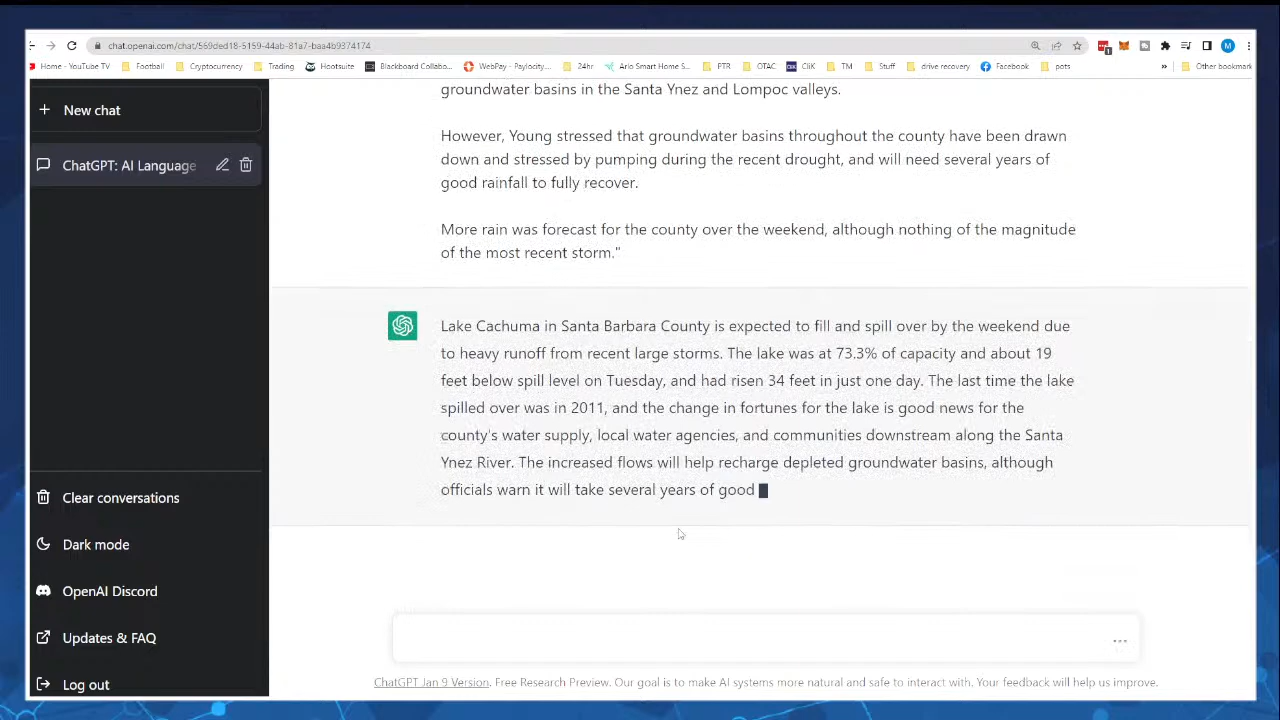 chat.openai.com/chat/569ded18-5159-44ab-81a7-baa4b9374174
Home - YouTube TV Football Cryptocurrency Trading Hootsuite Blackboard Collabo... WebPay - Paylocity... 24hr Arlo Smart Home S... PTR OTAC CliK TM Stuff drive recovery Facebook pots » Other bookmark
+ New chat
ChatGPT: AI Language
groundwater basins in the Santa Ynez and Lompoc valleys.
However, Young stressed that groundwater basins throughout the county have been drawn
down and stressed by pumping during the recent drought, and will need several years of
good rainfall to fully recover.
More rain was forecast for the county over the weekend, although nothing of the magnitude
of the most recent storm."
Lake Cachuma in Santa Barbara County is expected to fill and spill over by the weekend due
to heavy runoff from recent large storms. The lake was at 73.3% of capacity and about 19
feet below spill level on Tuesday, and had risen 34 feet in just one day. The last time the lake
spilled over was in 2011, and the change in fortunes for the lake is good news for the
county's water supply, local water agencies, and communities downstream along the Santa
Ynez River. The increased flows will help recharge depleted groundwater basins, although
officials warn it will take several years of good
Clear conversations
Dark mode
OpenAI Discord
Updates & FAQ
Log out
...
ChatGPT Jan 9 Version. Free Research Preview. Our goal is to make AI systems more natural and safe to interact with. Your feedback will help us improve.